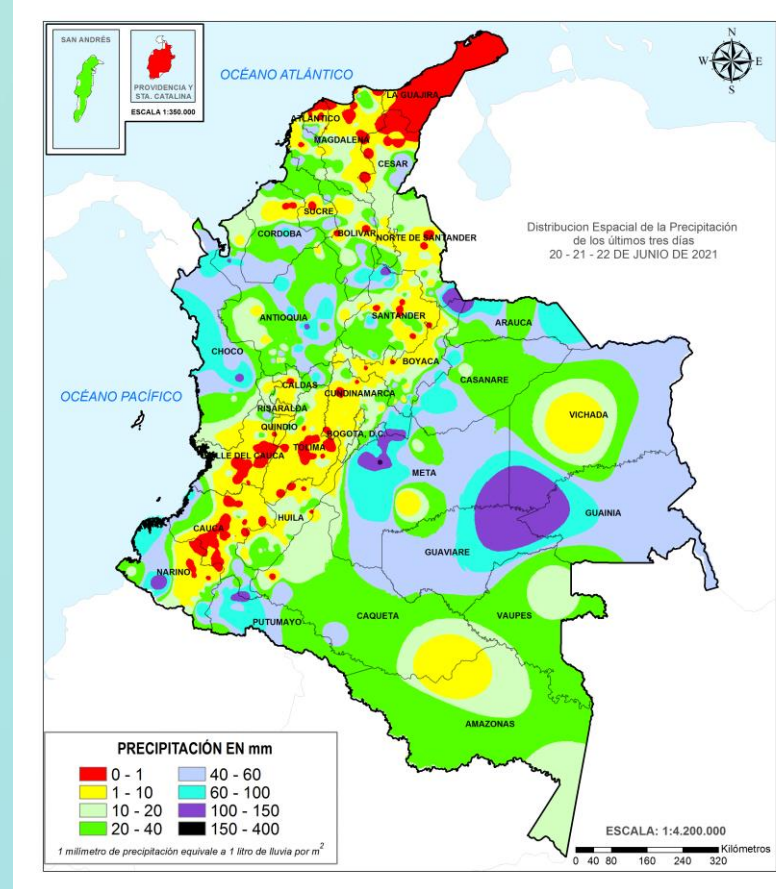 SAN ANDRÉS
PROVIDENCIA Y
STA. CATALINA
ESCALA 1:350.000
OCÉANO ATLÁNTICO
N
W
E
S
LA GUAJIRA
ATLÁNTICO
MAGDALENA
CESAR
SUCRE
CORDOBA
BOLIVAR
NORTE DE SANTANDER
Distribucion Espacial de la Precipitación
de los últimos tres días
20 - 21 - 22 DE JUNIO DE 2021
ANTIOQUIA
SANTANDER
ARAUCA
CHOCO
BOYACA
CASANARE
OCÉANO PACÍFICO
CALDAS
CUNDINAMARCA
RISARALDA
VICHADA
QUINDIO
BOGOTA, D.C.
TOLIMA
VALLE DEL CAUCA
META
GUAINIA
HUILA
CAUCA
GUAVIARE
NARIÑO
CAQUETA
VAUPES
PUTUMAYO
AMAZONAS
PRECIPITACIÓN EN mm
0 - 1
40 - 60
1 - 10
60 - 100
10 - 20
100 - 150
20 - 40
150 - 400
1 milímetro de precipitación equivale a 1 litro de lluvia por m2
ESCALA: 1:4.200.000
Kilómetros
0 40 80 160 240 320